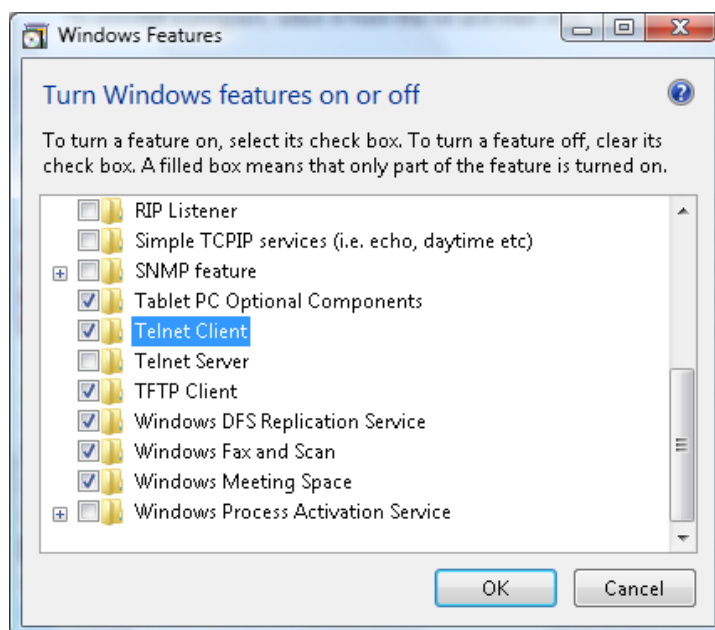 Windows Features
Turn Windows features on or off
To turn a feature on, select its check box. To turn a feature off, clear its
check box. A filled box means that only part of the feature is turned on.
RIP Listener
Simple TCPIP services (i.e. echo, daytime etc)
SNMP feature
Tablet PC Optional Components
Telnet Client
Telnet Server
TFTP Client
Windows DFS Replication Service
Windows Fax and Scan
Windows Meeting Space
Windows Process Activation Service
OK Cancel